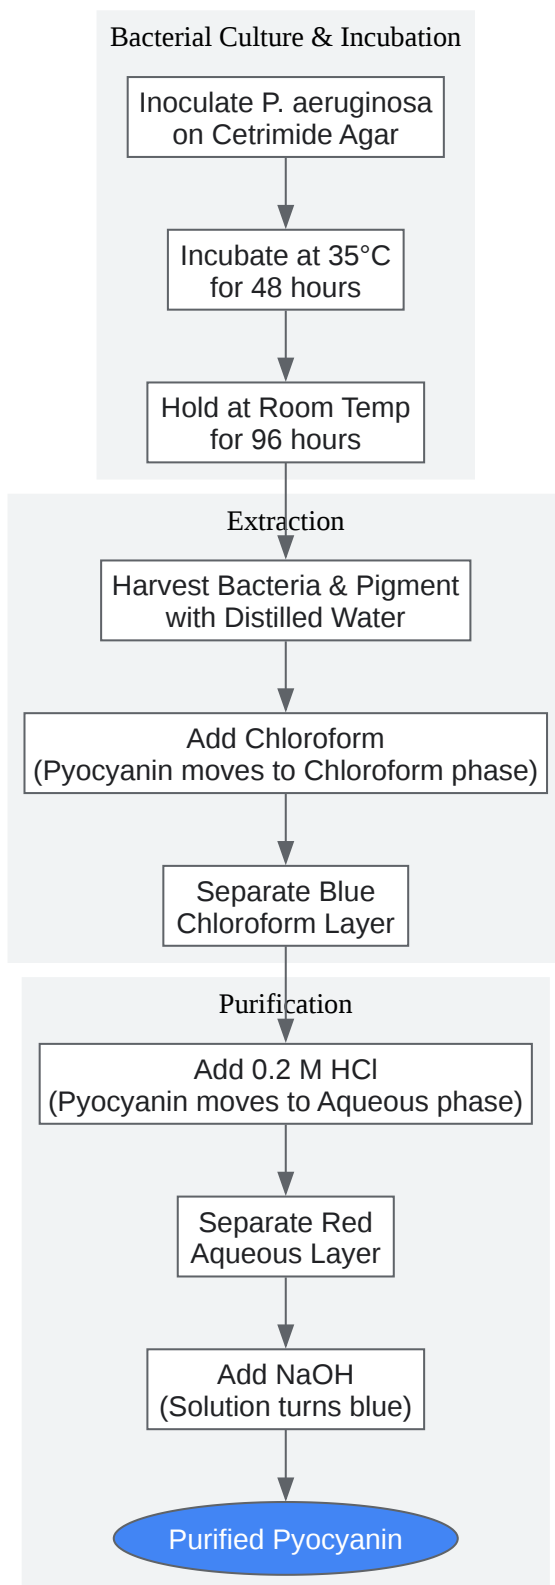 Bacterial Culture & Incubation
Inoculate P. aeruginosa
on Cetrimide Agar
Incubate at 35°C
for 48 hours
Hold at Room Temp
for 96 hours
Extraction
Harvest Bacteria & Pigment
with Distilled Water
Add Chloroform
(Pyocyanin moves to Chloroform phase)
Separate Blue
Chloroform Layer
Purification
Add 0.2 M HCl
(Pyocyanin moves to Aqueous phase)
Separate Red
Aqueous Layer
Add NaOH
(Solution turns blue)
Purified Pyocyanin